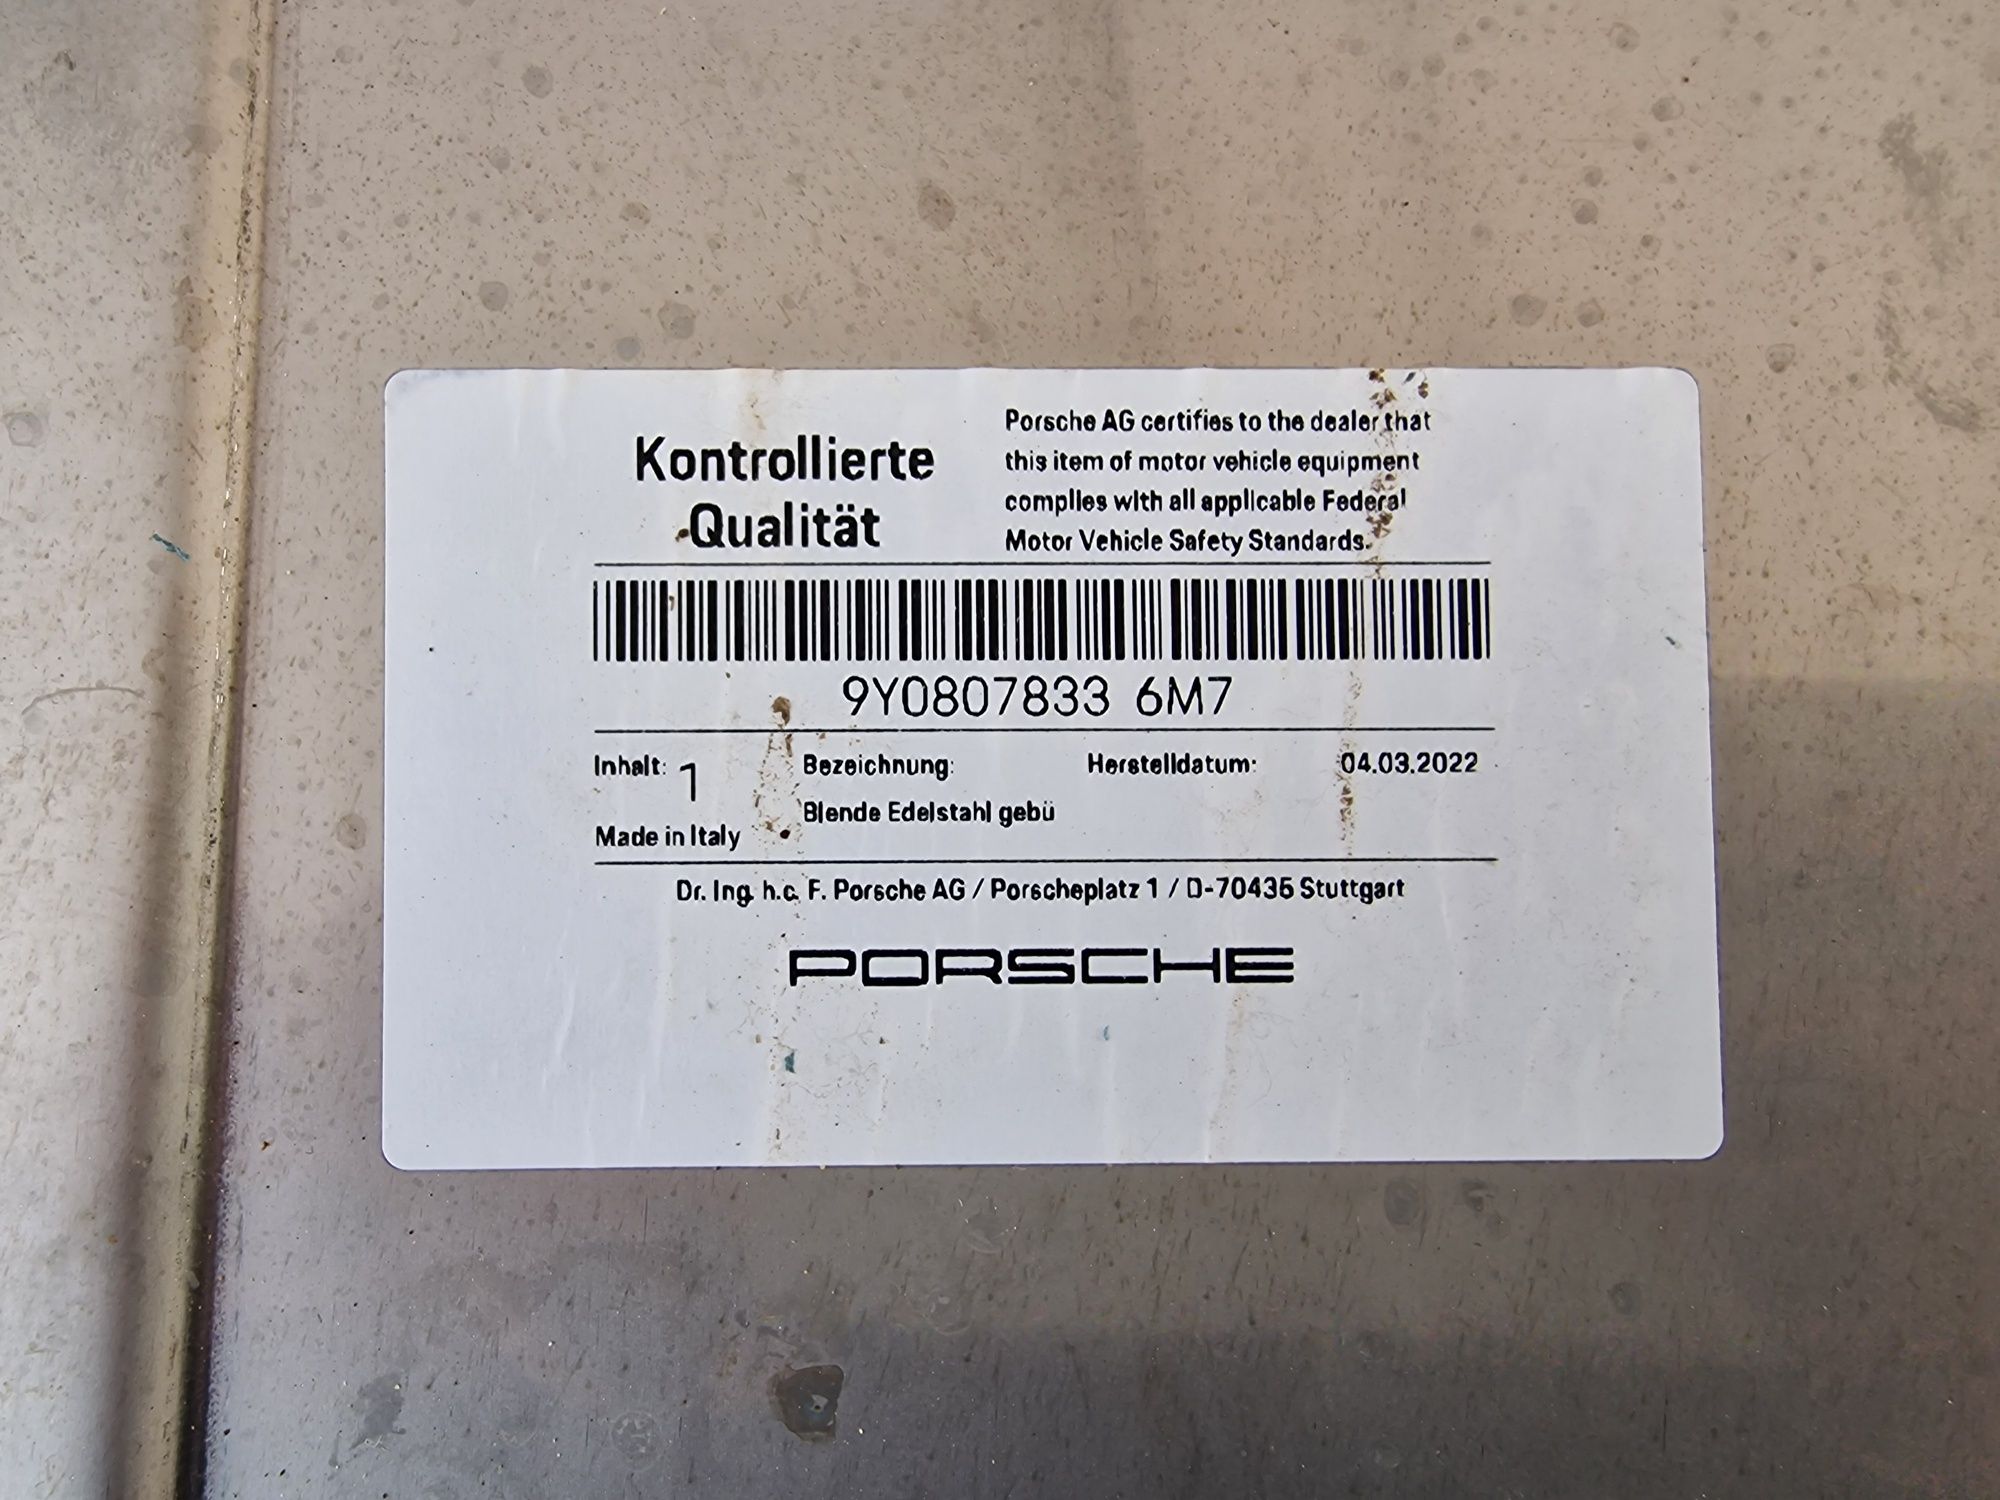 Kontrollierte
Qualität
Porsche AG certifies to the dealer that
this item of motor vehicle equipment
complies with all applicable Federal
Motor Vehicle Safety Standards.
9Y0807833 6M7
Inhalt: 1
Bezeichnung:
Herstelldatum: 04.03.2022
Blende Edelstahl gebü
Made in Italy
Dr. Ing. h.c. F. Porsche AG / Porscheplatz 1 / D-70435 Stuttgart
PORSCHE